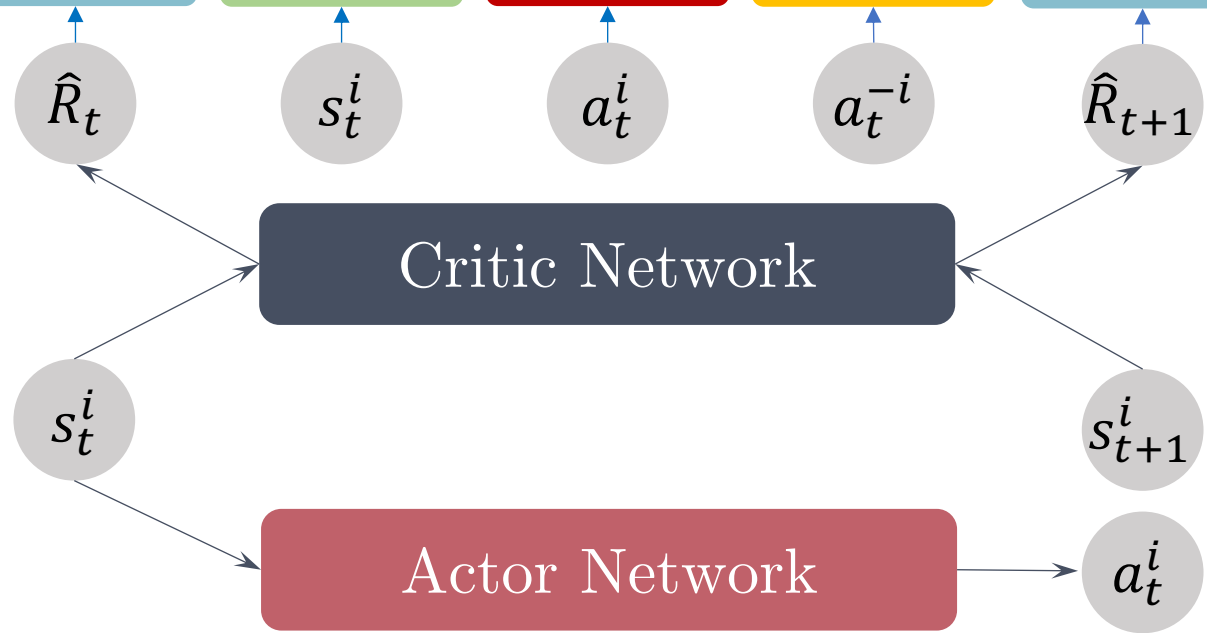 R̂_t s_t^i a_t^i a_t^{-i} R̂_{t+1}
Critic Network
s_t^i s_{t+1}^i
Actor Network a_t^i